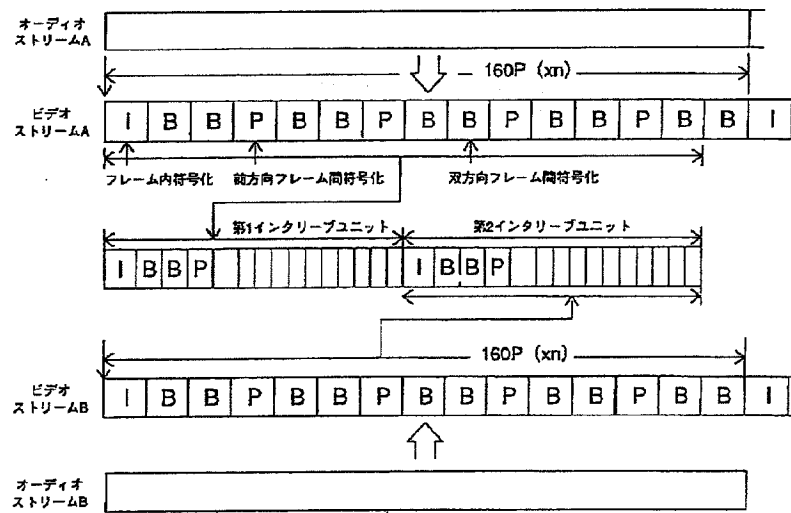 オーディオ
ストリームA
160P (xn)
ビデオ
ストリームA
I B B P B B P B B P B B P B B I
フレーム内符号化 前方向フレーム間符号化 双方向フレーム間符号化
第1インタリーブユニット 第2インタリーブユニット
I B B P I B B P
160P (xn)
ビデオ
ストリームB
I B B P B B P B B P B B P B B I
オーディオ
ストリームB